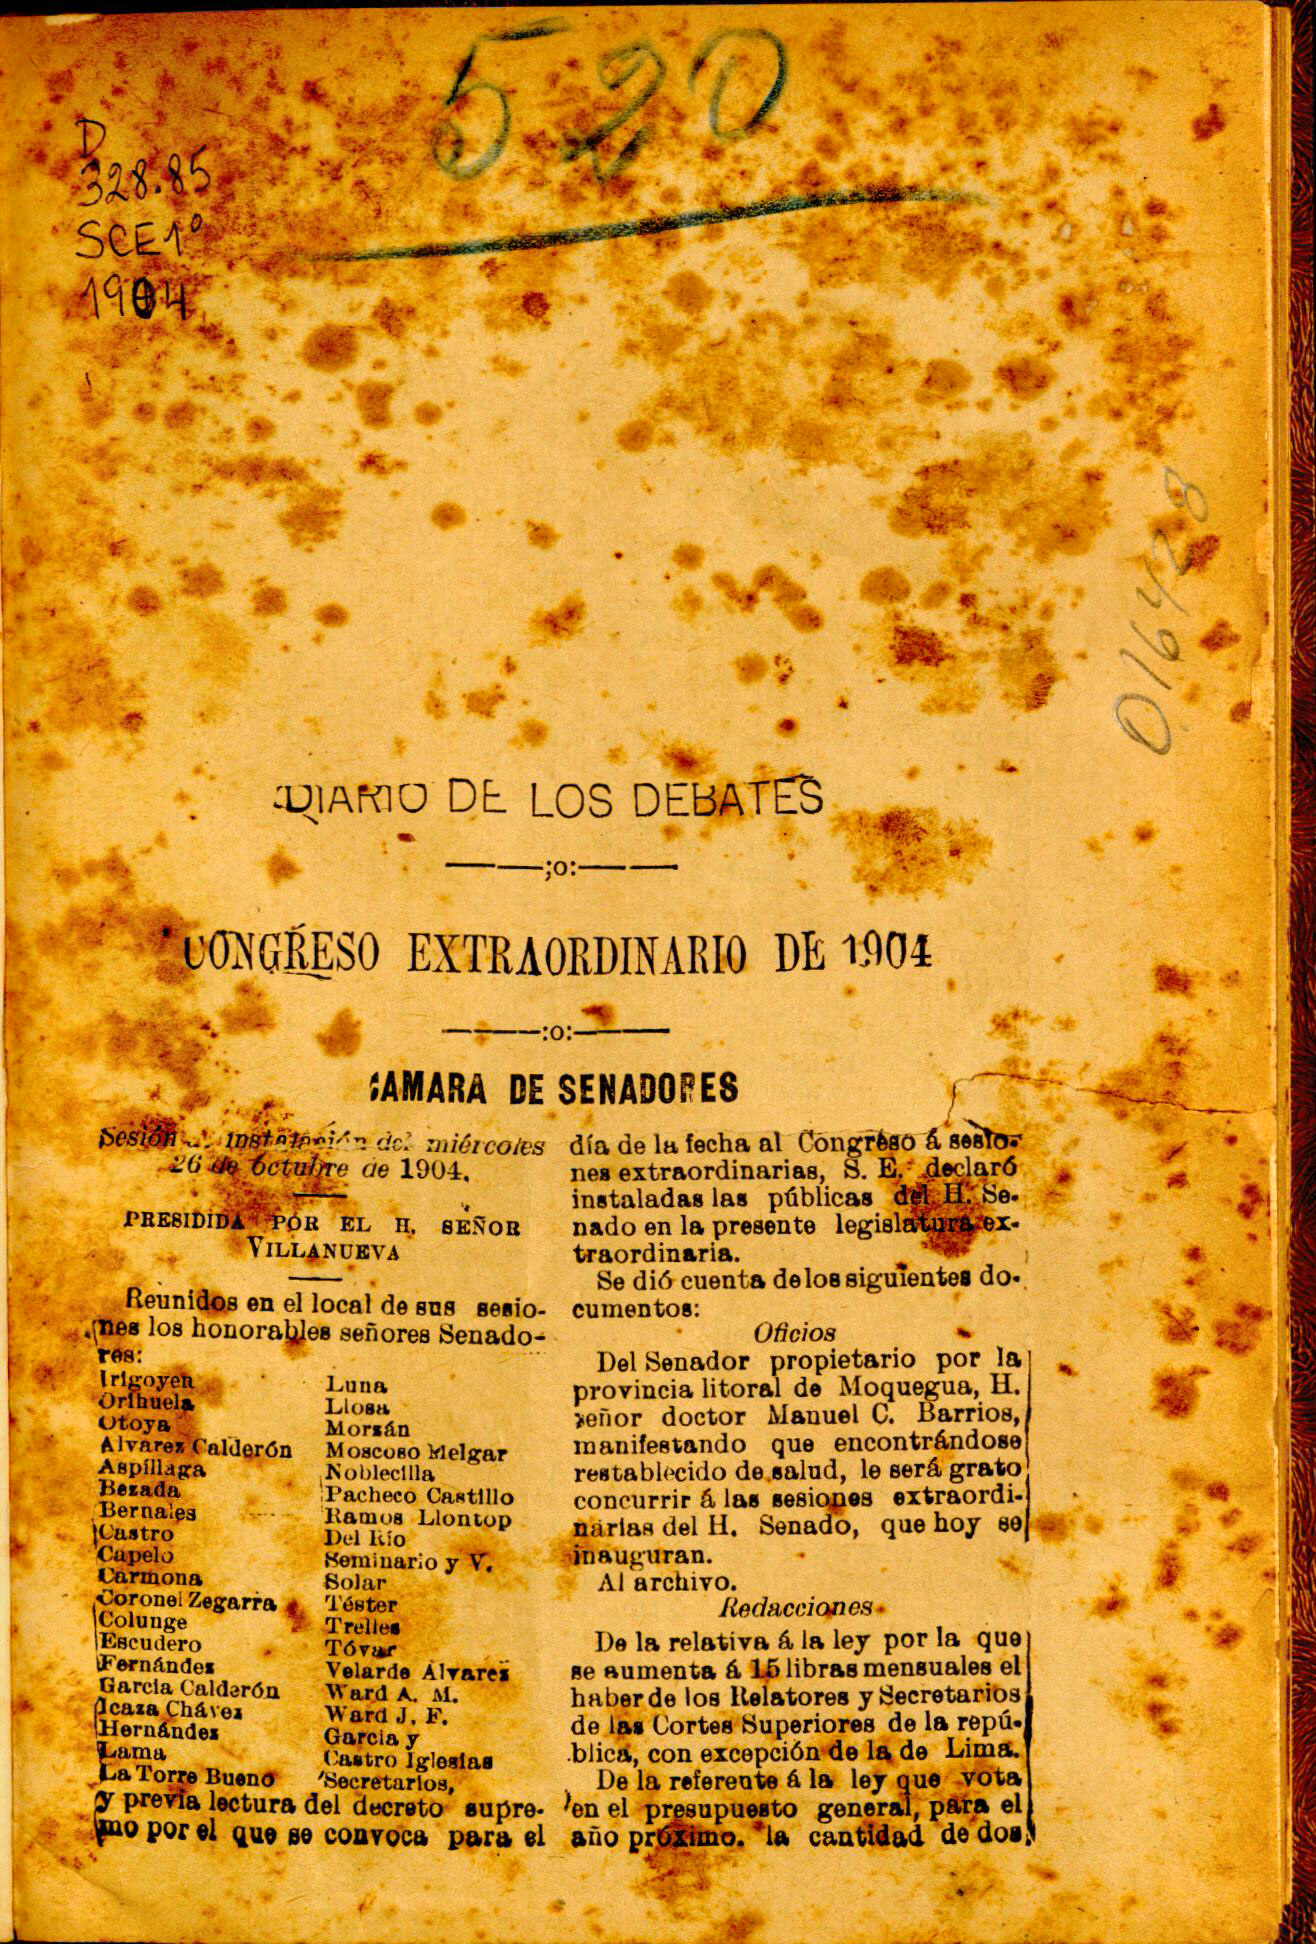 520
D
328.85
SCE1º
1904
016428
DIARIO DE LOS DEBATES
———;o:———
CONGRESO EXTRAORDINARIO DE 1904
———:o:———
CAMARA DE SENADORES
Sesión de instalación del miércoles
26 de octubre de 1904.
PRESIDIDA POR EL H. SEÑOR
VILLANUEVA
Reunidos en el local de sus sesio-
nes los honorables señores Senado-
res:
Irigoyen
Orihuela
Otoya
Alvarez Calderón
Aspíllaga
Bezada
Bernales
Castro
Capelo
Carmona
Coronel Zegarra
Colunge
Escudero
Fernández
García Calderón
Icaza Chávez
Hernández
Lama
La Torre Bueno
Luna
Llosa
Morzán
Moscoso Melgar
Noblecilla
Pacheco Castillo
Ramos Llontop
Del Río
Seminario y V.
Solar
Téster
Trelles
Tóvar
Velarde Alvarez
Ward A. M.
Ward J. F.
García y
Castro Iglesias
Secretarios,
y previa lectura del decreto supre-
mo por el que se convoca para el
día de la fecha al Congreso á sesio-
nes extraordinarias, S. E. declaró
instaladas las públicas del H. Se-
nado en la presente legislatura ex-
traordinaria.
Se dió cuenta de los siguientes do-
cumentos:
Oficios
Del Senador propietario por la
provincia litoral de Moquegua, H.
señor doctor Manuel C. Barrios,
manifestando que encontrándose
restablecido de salud, le será grato
concurrir á las sesiones extraordi-
narias del H. Senado, que hoy se
inauguran.
Al archivo.
Redacciones
De la relativa á la ley por la que
se aumenta á 15 libras mensuales el
haber de los Relatores y Secretarios
de las Cortes Superiores de la repú-
blica, con excepción de la de Lima.
De la referente á la ley que vota
en el presupuesto general, para el
año próximo. la cantidad de dos